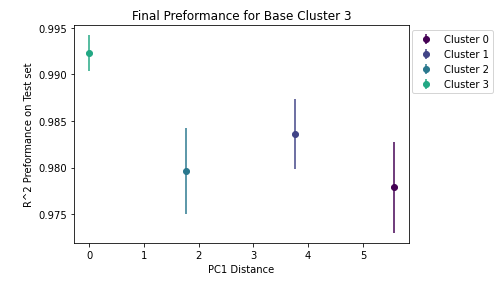 Final Preformance for Base Cluster 3
R^2 Preformance on Test set
0.995
0.990
0.985
0.980
0.975
0
1
2
3
4
5
PC1 Distance
Cluster 0
Cluster 1
Cluster 2
Cluster 3